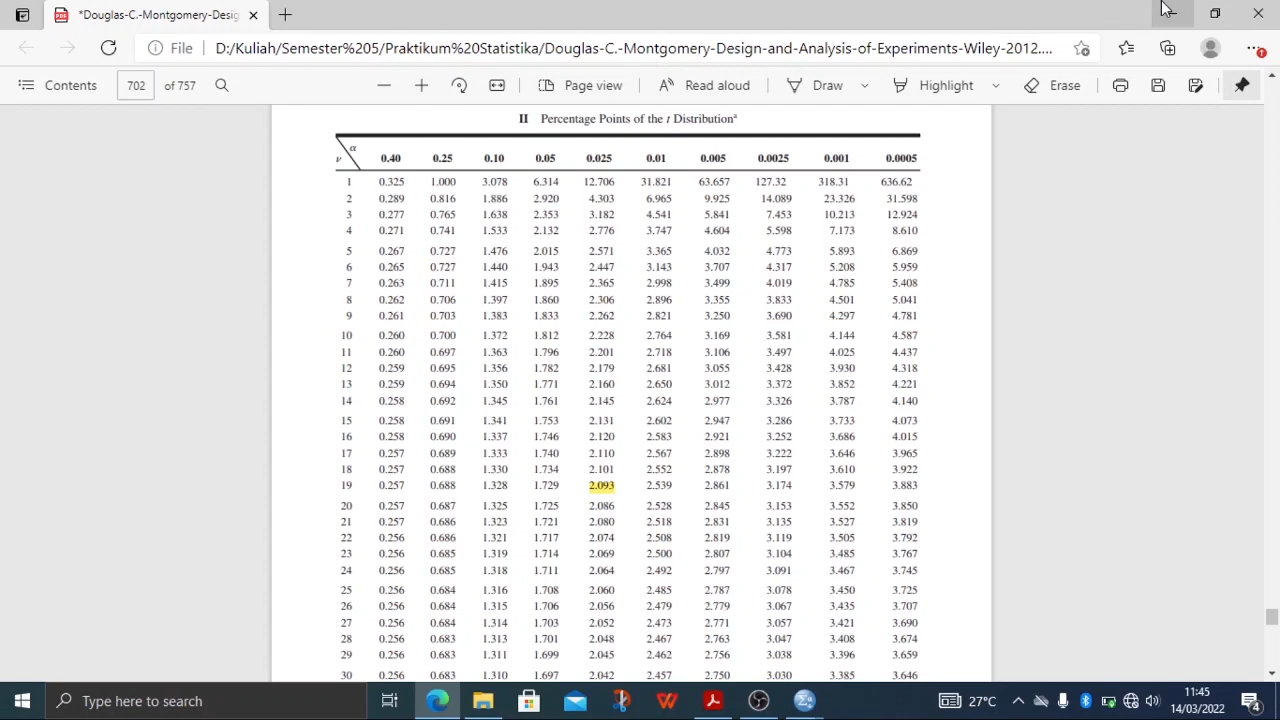 *Douglas-C.-Montgomery-Desig
File D:/Kuliah/Semester%205/Praktikum%20Statistika/Douglas-C.-Montgomery-Design-and-Analysis-of-Experiments-Wiley-2012....
Contents 702 of 757 Page view Read aloud Draw Highlight Erase
II Percentage Points of the t Distributionᵃ
ν α 0.40 0.25 0.10 0.05 0.025 0.01 0.005 0.0025 0.001 0.0005
1 0.325 1.000 3.078 6.314 12.706 31.821 63.657 127.32 318.31 636.62
2 0.289 0.816 1.886 2.920 4.303 6.965 9.925 14.089 23.326 31.598
3 0.277 0.765 1.638 2.353 3.182 4.541 5.841 7.453 10.213 12.924
4 0.271 0.741 1.533 2.132 2.776 3.747 4.604 5.598 7.173 8.610
5 0.267 0.727 1.476 2.015 2.571 3.365 4.032 4.773 5.893 6.869
6 0.265 0.727 1.440 1.943 2.447 3.143 3.707 4.317 5.208 5.959
7 0.263 0.711 1.415 1.895 2.365 2.998 3.499 4.019 4.785 5.408
8 0.262 0.706 1.397 1.860 2.306 2.896 3.355 3.833 4.501 5.041
9 0.261 0.703 1.383 1.833 2.262 2.821 3.250 3.690 4.297 4.781
10 0.260 0.700 1.372 1.812 2.228 2.764 3.169 3.581 4.144 4.587
11 0.260 0.697 1.363 1.796 2.201 2.718 3.106 3.497 4.025 4.437
12 0.259 0.695 1.356 1.782 2.179 2.681 3.055 3.428 3.930 4.318
13 0.259 0.694 1.350 1.771 2.160 2.650 3.012 3.372 3.852 4.221
14 0.258 0.692 1.345 1.761 2.145 2.624 2.977 3.326 3.787 4.140
15 0.258 0.691 1.341 1.753 2.131 2.602 2.947 3.286 3.733 4.073
16 0.258 0.690 1.337 1.746 2.120 2.583 2.921 3.252 3.686 4.015
17 0.257 0.689 1.333 1.740 2.110 2.567 2.898 3.222 3.646 3.965
18 0.257 0.688 1.330 1.734 2.101 2.552 2.878 3.197 3.610 3.922
19 0.257 0.688 1.328 1.729 2.093 2.539 2.861 3.174 3.579 3.883
20 0.257 0.687 1.325 1.725 2.086 2.528 2.845 3.153 3.552 3.850
21 0.257 0.686 1.323 1.721 2.080 2.518 2.831 3.135 3.527 3.819
22 0.256 0.686 1.321 1.717 2.074 2.508 2.819 3.119 3.505 3.792
23 0.256 0.685 1.319 1.714 2.069 2.500 2.807 3.104 3.485 3.767
24 0.256 0.685 1.318 1.711 2.064 2.492 2.797 3.091 3.467 3.745
25 0.256 0.684 1.316 1.708 2.060 2.485 2.787 3.078 3.450 3.725
26 0.256 0.684 1.315 1.706 2.056 2.479 2.779 3.067 3.435 3.707
27 0.256 0.684 1.314 1.703 2.052 2.473 2.771 3.057 3.421 3.690
28 0.256 0.683 1.313 1.701 2.048 2.467 2.763 3.047 3.408 3.674
29 0.256 0.683 1.311 1.699 2.045 2.462 2.756 3.038 3.396 3.659
30 0.256 0.683 1.310 1.697 2.042 2.457 2.750 3.030 3.385 3.646
Type here to search 27°C 11:45
14/03/2022 4